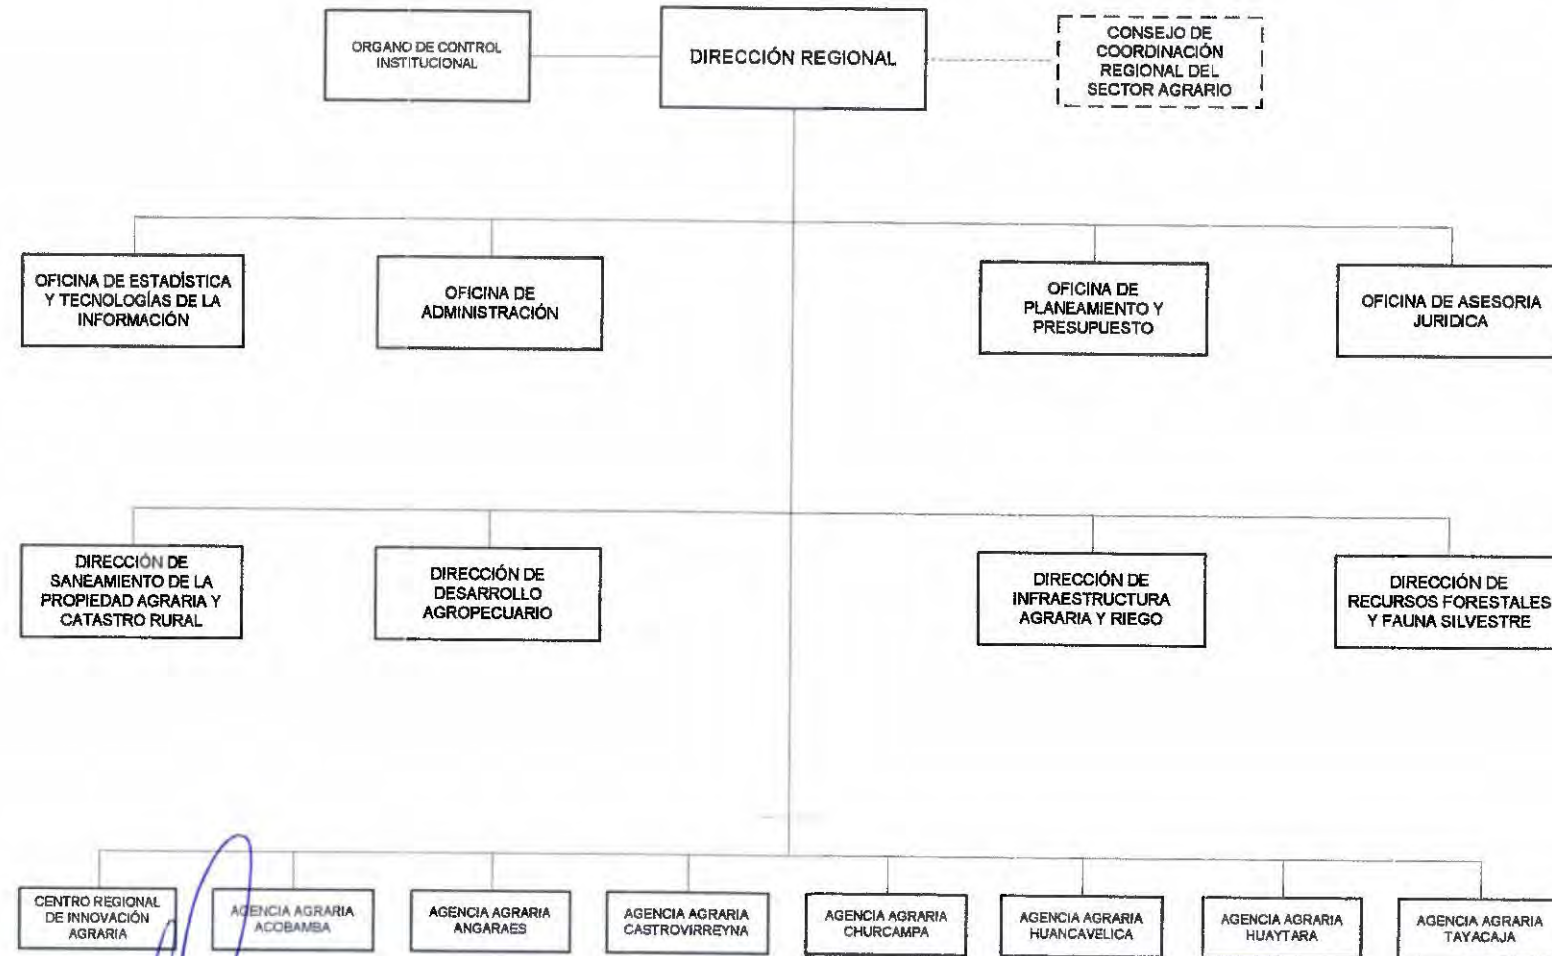 ORGANO DE CONTROL
INSTITUCIONAL
DIRECCIÓN REGIONAL
CONSEJO DE
COORDINACIÓN
REGIONAL DEL
SECTOR AGRARIO
OFICINA DE ESTADÍSTICA
Y TECNOLOGÍAS DE LA
INFORMACIÓN
OFICINA DE
ADMINISTRACIÓN
OFICINA DE
PLANEAMIENTO Y
PRESUPUESTO
OFICINA DE ASESORIA
JURIDICA
DIRECCIÓN DE
SANEAMIENTO DE LA
PROPIEDAD AGRARIA Y
CATASTRO RURAL
DIRECCIÓN DE
DESARROLLO
AGROPECUARIO
DIRECCIÓN DE
INFRAESTRUCTURA
AGRARIA Y RIEGO
DIRECCIÓN DE
RECURSOS FORESTALES
Y FAUNA SILVESTRE
CENTRO REGIONAL
DE INNOVACIÓN
AGRARIA
AGENCIA AGRARIA
ACOBAMBA
AGENCIA AGRARIA
ANGARAES
AGENCIA AGRARIA
CASTROVIRREYNA
AGENCIA AGRARIA
CHURCAMPA
AGENCIA AGRARIA
HUANCAVELICA
AGENCIA AGRARIA
HUAYTARA
AGENCIA AGRARIA
TAYACAJA